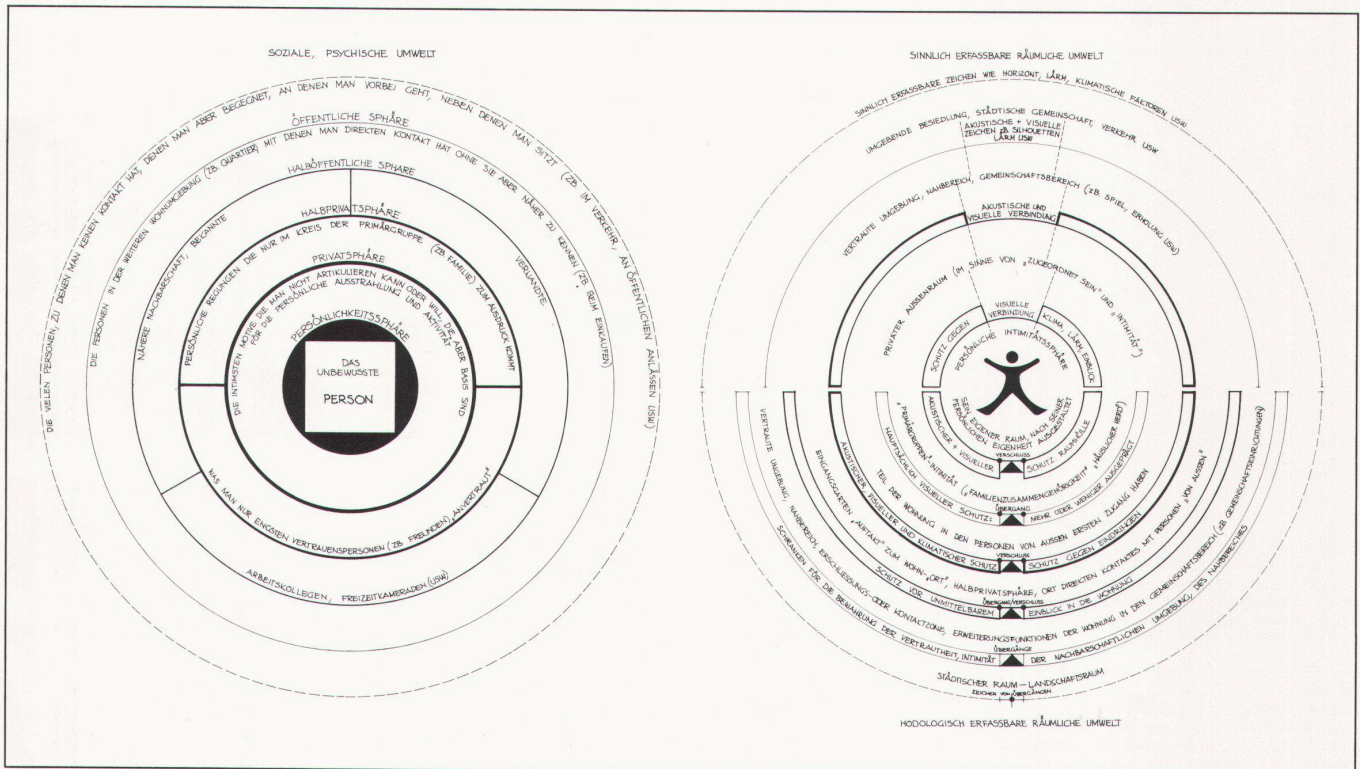 SOZIALE, PSYCHISCHE UMWELT
DIE VIELEN PERSONEN, ZU DENEN MAN KEINEN KONTAKT HAT, DENEN MAN ABER BEGEGNET, AN DENEN MAN VORBEI GEHT, NEBEN DENEN MAN SITZT (ZB. IM VERKEHR, AN ÖFFENTLICHEN ANLÄSSEN USW)
ÖFFENTLICHE SPHÄRE
DIE PERSONEN IN DER WEITEREN WOHNUMGEBUNG (ZB. QUARTIER) MIT DENEN MAN DIREKTEN KONTAKT HAT OHNE SIE ABER NÄHER ZU KENNEN (ZB. BEIM EINKAUFEN)
HALBÖFFENTLICHE SPHÄRE
NÄHERE NACHBARSCHAFT, BEKANNTE
VERWANDTE
HALBPRIVATSPHÄRE
PERSÖNLICHE REGUNGEN DIE NUR IM KREIS DER PRIMÄRGRUPPE (ZB. FAMILIE) ZUM AUSDRUCK KOMMT
PRIVATSPHÄRE
DIE INTIMSTEN MOTIVE DIE MAN NICHT ARTIKULIEREN KANN ODER WILL, DIE ABER BASIS SIND
FÜR DIE PERSÖNLICHE AUSSTRAHLUNG UND AKTIVITÄT
PERSÖNLICHKEITSSPHÄRE
DAS
UNBEWUSSTE
PERSON
WAS MAN NUR ENGSTEN VERTRAUENSPERSONEN (ZB. FREUNDEN) „ANVERTRAUT"
ARBEITSKOLLEGEN, FREIZEITKAMERADEN (USW)
SINNLICH ERFASSBARE RÄUMLICHE UMWELT
SINNLICH ERFASSBARE ZEICHEN WIE HORIZONT, LÄRM, KLIMATISCHE FAKTOREN USW
UMGEBENDE BESIEDLUNG, STÄDTISCHE GEMEINSCHAFT, VERKEHR USW
AKUSTISCHE + VISUELLE
ZEICHEN ZB. SILHOUETTEN
LÄRM USW
VERTRAUTE UMGEBUNG, NAHBEREICH, GEMEINSCHAFTSBEREICH (ZB. SPIEL, ERHOLUNG USW)
AKUSTISCHE UND
VISUELLE VERBINDUNG
PRIVATER AUSSENRAUM (IM SINNE VON „ZUGEORDNET SEIN" UND „INTIMITÄT")
VISUELLE
VERBINDUNG
SCHUTZ GEGEN
KLIMA, LÄRM, EINBLICK
PERSÖNLICHE INTIMITÄTSSPHÄRE
SEIN EIGENER RAUM, NACH SEINER
PERSÖNLICHEN EIGENHEIT AUSGESTALTET
AKUSTISCHER + VISUELLER
VERSCHLUSS
SCHUTZ RAUMHÜLLE
„PRIMÄRGRUPPEN-INTIMITÄT („FAMILIENZUSAMMENGEHÖRIGKEIT" „HÄUSLICHER HERD")
HAUPTSÄCHLICH VISUELLER SCHUTZ:
ÜBERGANG
MEHR ODER WENIGER AUSGEPRÄGT
TEIL DER WOHNUNG IN DEN PERSONEN VON AUSSEN ERSTEN ZUGANG HABEN
AKUSTISCHER, VISUELLER UND KLIMATISCHER SCHUTZ
VERSCHLUSS
SCHUTZ GEGEN EINDRINGEN
EINGANGSGARTEN „AUFTAKT" ZUM WOHN-„ORT", HALBPRIVATSPHÄRE, ORT DIREKTEN KONTAKTES MIT PERSONEN „VON AUSSEN"
SCHUTZ VOR UNMITTELBAREM
ÜBERGANG/VERSCHLUSS
EINBLICK IN DIE WOHNUNG
VERTRAUTE UMGEBUNG, NAHBEREICH, ERSCHLIESSUNGS- ODER KONTAKTZONE, ERWEITERUNGSFUNKTIONEN DER WOHNUNG IN DEN GEMEINSCHAFTSBEREICH (ZB. GEMEINSCHAFTSEINRICHTUNGEN)
SCHRANKEN FÜR DIE BEWAHRUNG DER VERTRAUTHEIT, INTIMITÄT
ÜBERGÄNGE
DER NACHBARSCHAFTLICHEN UMGEBUNG, DES NAHBEREICHES
STÄDTISCHER RAUM – LANDSCHAFTSRAUM
ZEICHEN VON ÜBERGÄNGEN
HODOLOGISCH ERFASSBARE RÄUMLICHE UMWELT